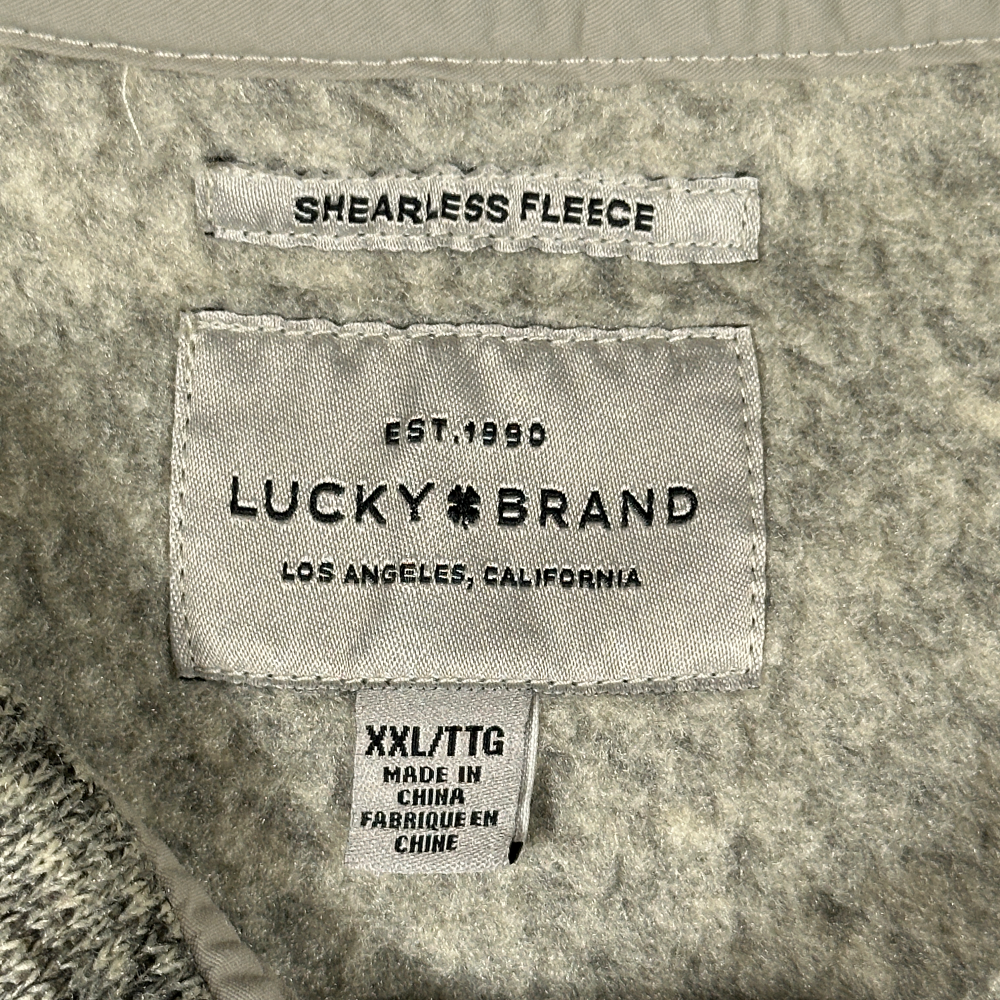 SHEARLESS FLEECE
EST. 1990
LUCKY BRAND
LOS ANGELES, CALIFORNIA
XXL/TTG
MADE IN
CHINA
FABRIQUE EN
CHINE